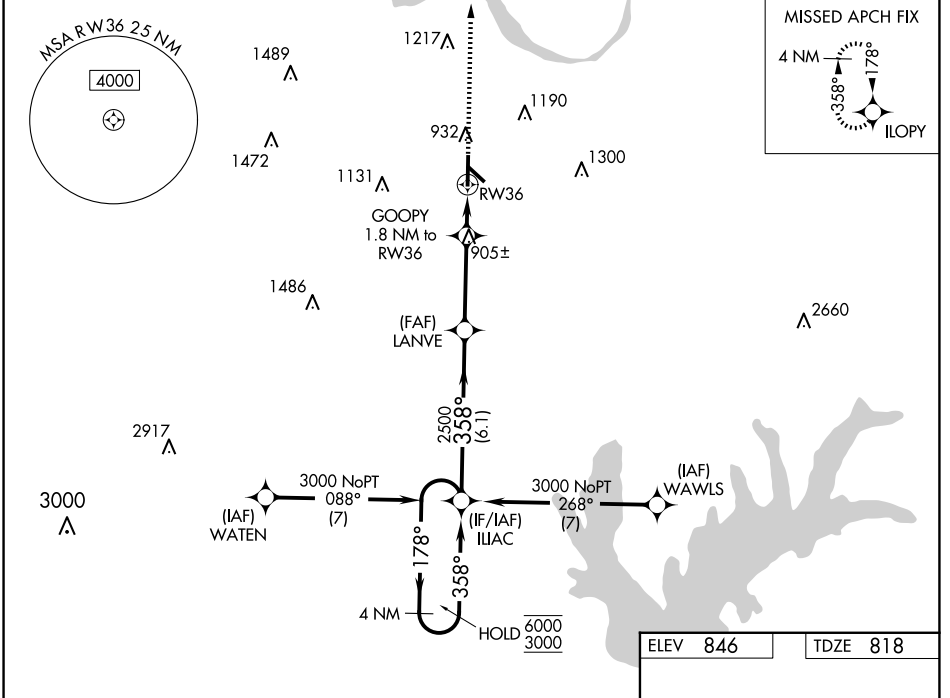 MSA RW36 25 NM
4000
1489
1472
1217
1190
932
1131
1300
RW36
GOOPY
1.8 NM to
RW36
905±
1486
2660
(FAF)
LANVE
2500
358°
(6.1)
2917
3000
(IAF)
WATEN
3000 NoPT
088°
(7)
(IF/IAF)
ILIAC
3000 NoPT
268°
(7)
(IAF)
WAWLS
178°
358°
4 NM
HOLD
6000
3000
MISSED APCH FIX
4 NM
358°
178°
ILOPY
ELEV 846
TDZE 818